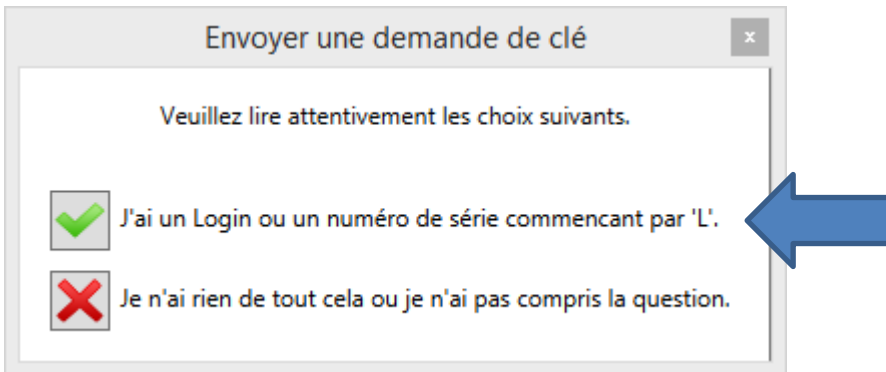 Envoyer une demande de clé
x
Veuillez lire attentivement les choix suivants.
J'ai un Login ou un numéro de série commencant par 'L'.
Je n'ai rien de tout cela ou je n'ai pas compris la question.